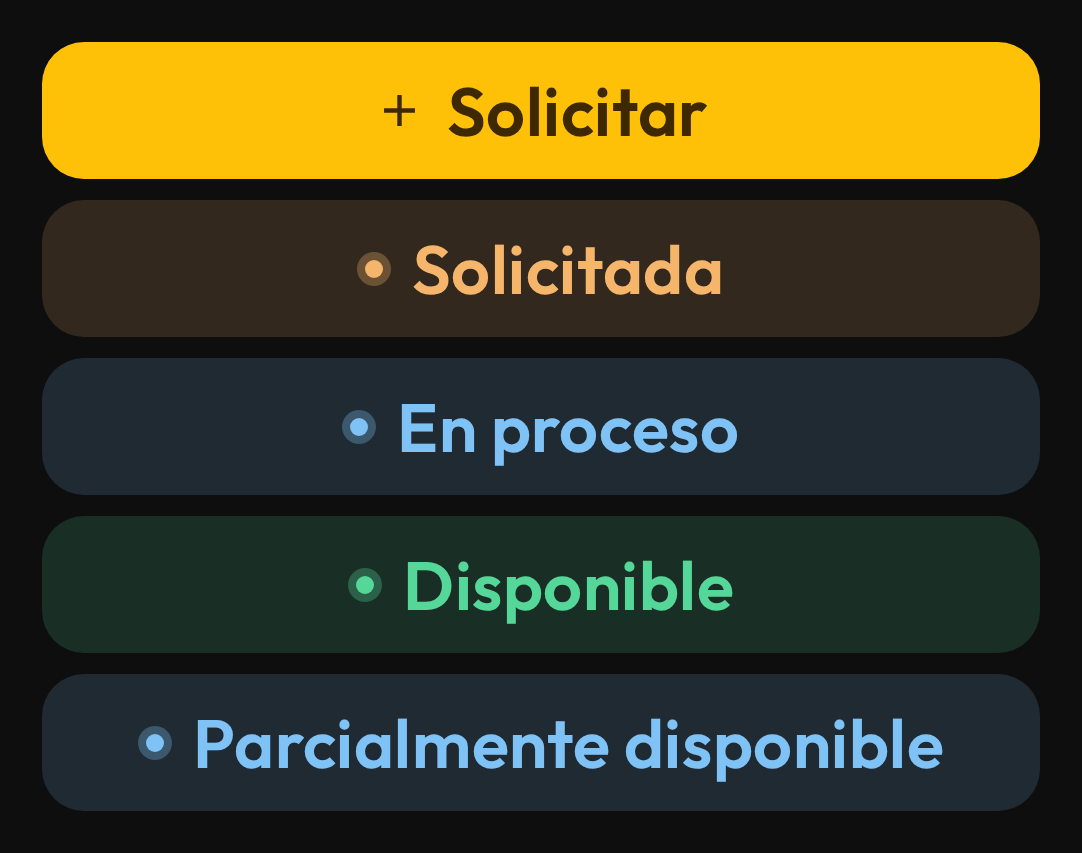 + Solicitar
Solicitada
En proceso
Disponible
Parcialmente disponible